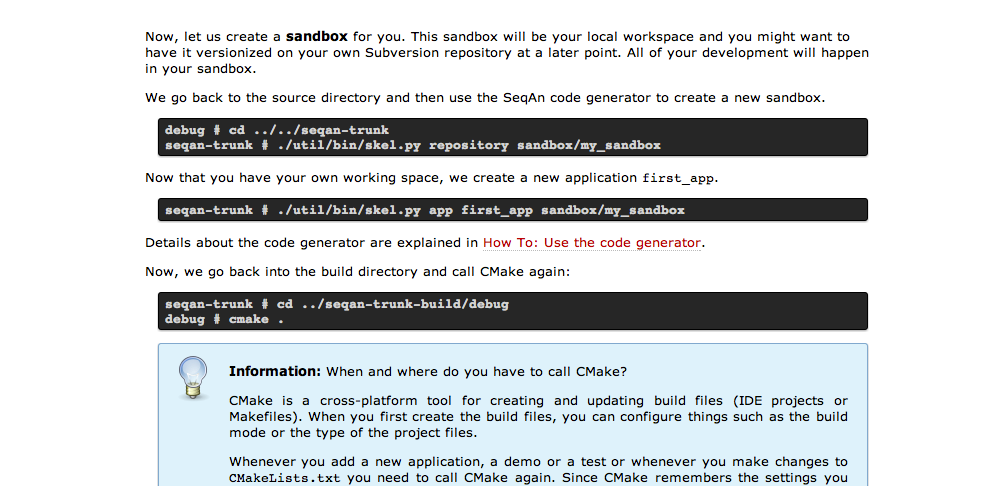 Now, let us create a sandbox for you. This sandbox will be your local workspace and you might want to
have it versionized on your own Subversion repository at a later point. All of your development will happen
in your sandbox.
We go back to the source directory and then use the SeqAn code generator to create a new sandbox.
debug # cd ../../seqan-trunk
seqan-trunk # ./util/bin/skel.py repository sandbox/my_sandbox
Now that you have your own working space, we create a new application first_app.
seqan-trunk # ./util/bin/skel.py app first_app sandbox/my_sandbox
Details about the code generator are explained in How To: Use the code generator.
Now, we go back into the build directory and call CMake again:
seqan-trunk # cd ../seqan-trunk-build/debug
debug # cmake .
Information: When and where do you have to call CMake?
CMake is a cross-platform tool for creating and updating build files (IDE projects or
Makefiles). When you first create the build files, you can configure things such as the build
mode or the type of the project files.
Whenever you add a new application, a demo or a test or whenever you make changes to
CMakeLists.txt you need to call CMake again. Since CMake remembers the settings you